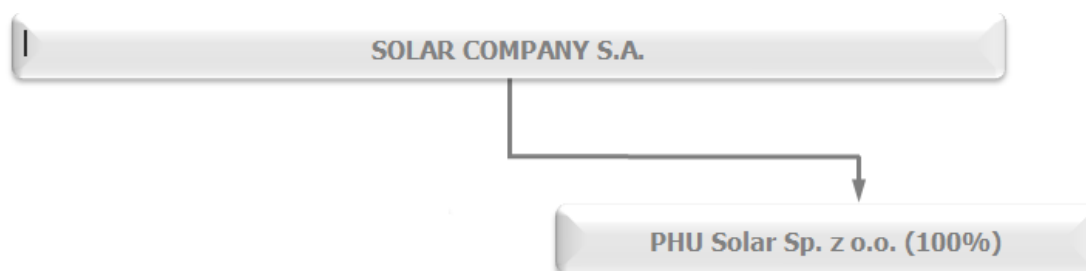 SOLAR COMPANY S.A.
PHU Solar Sp. z o.o. (100%)